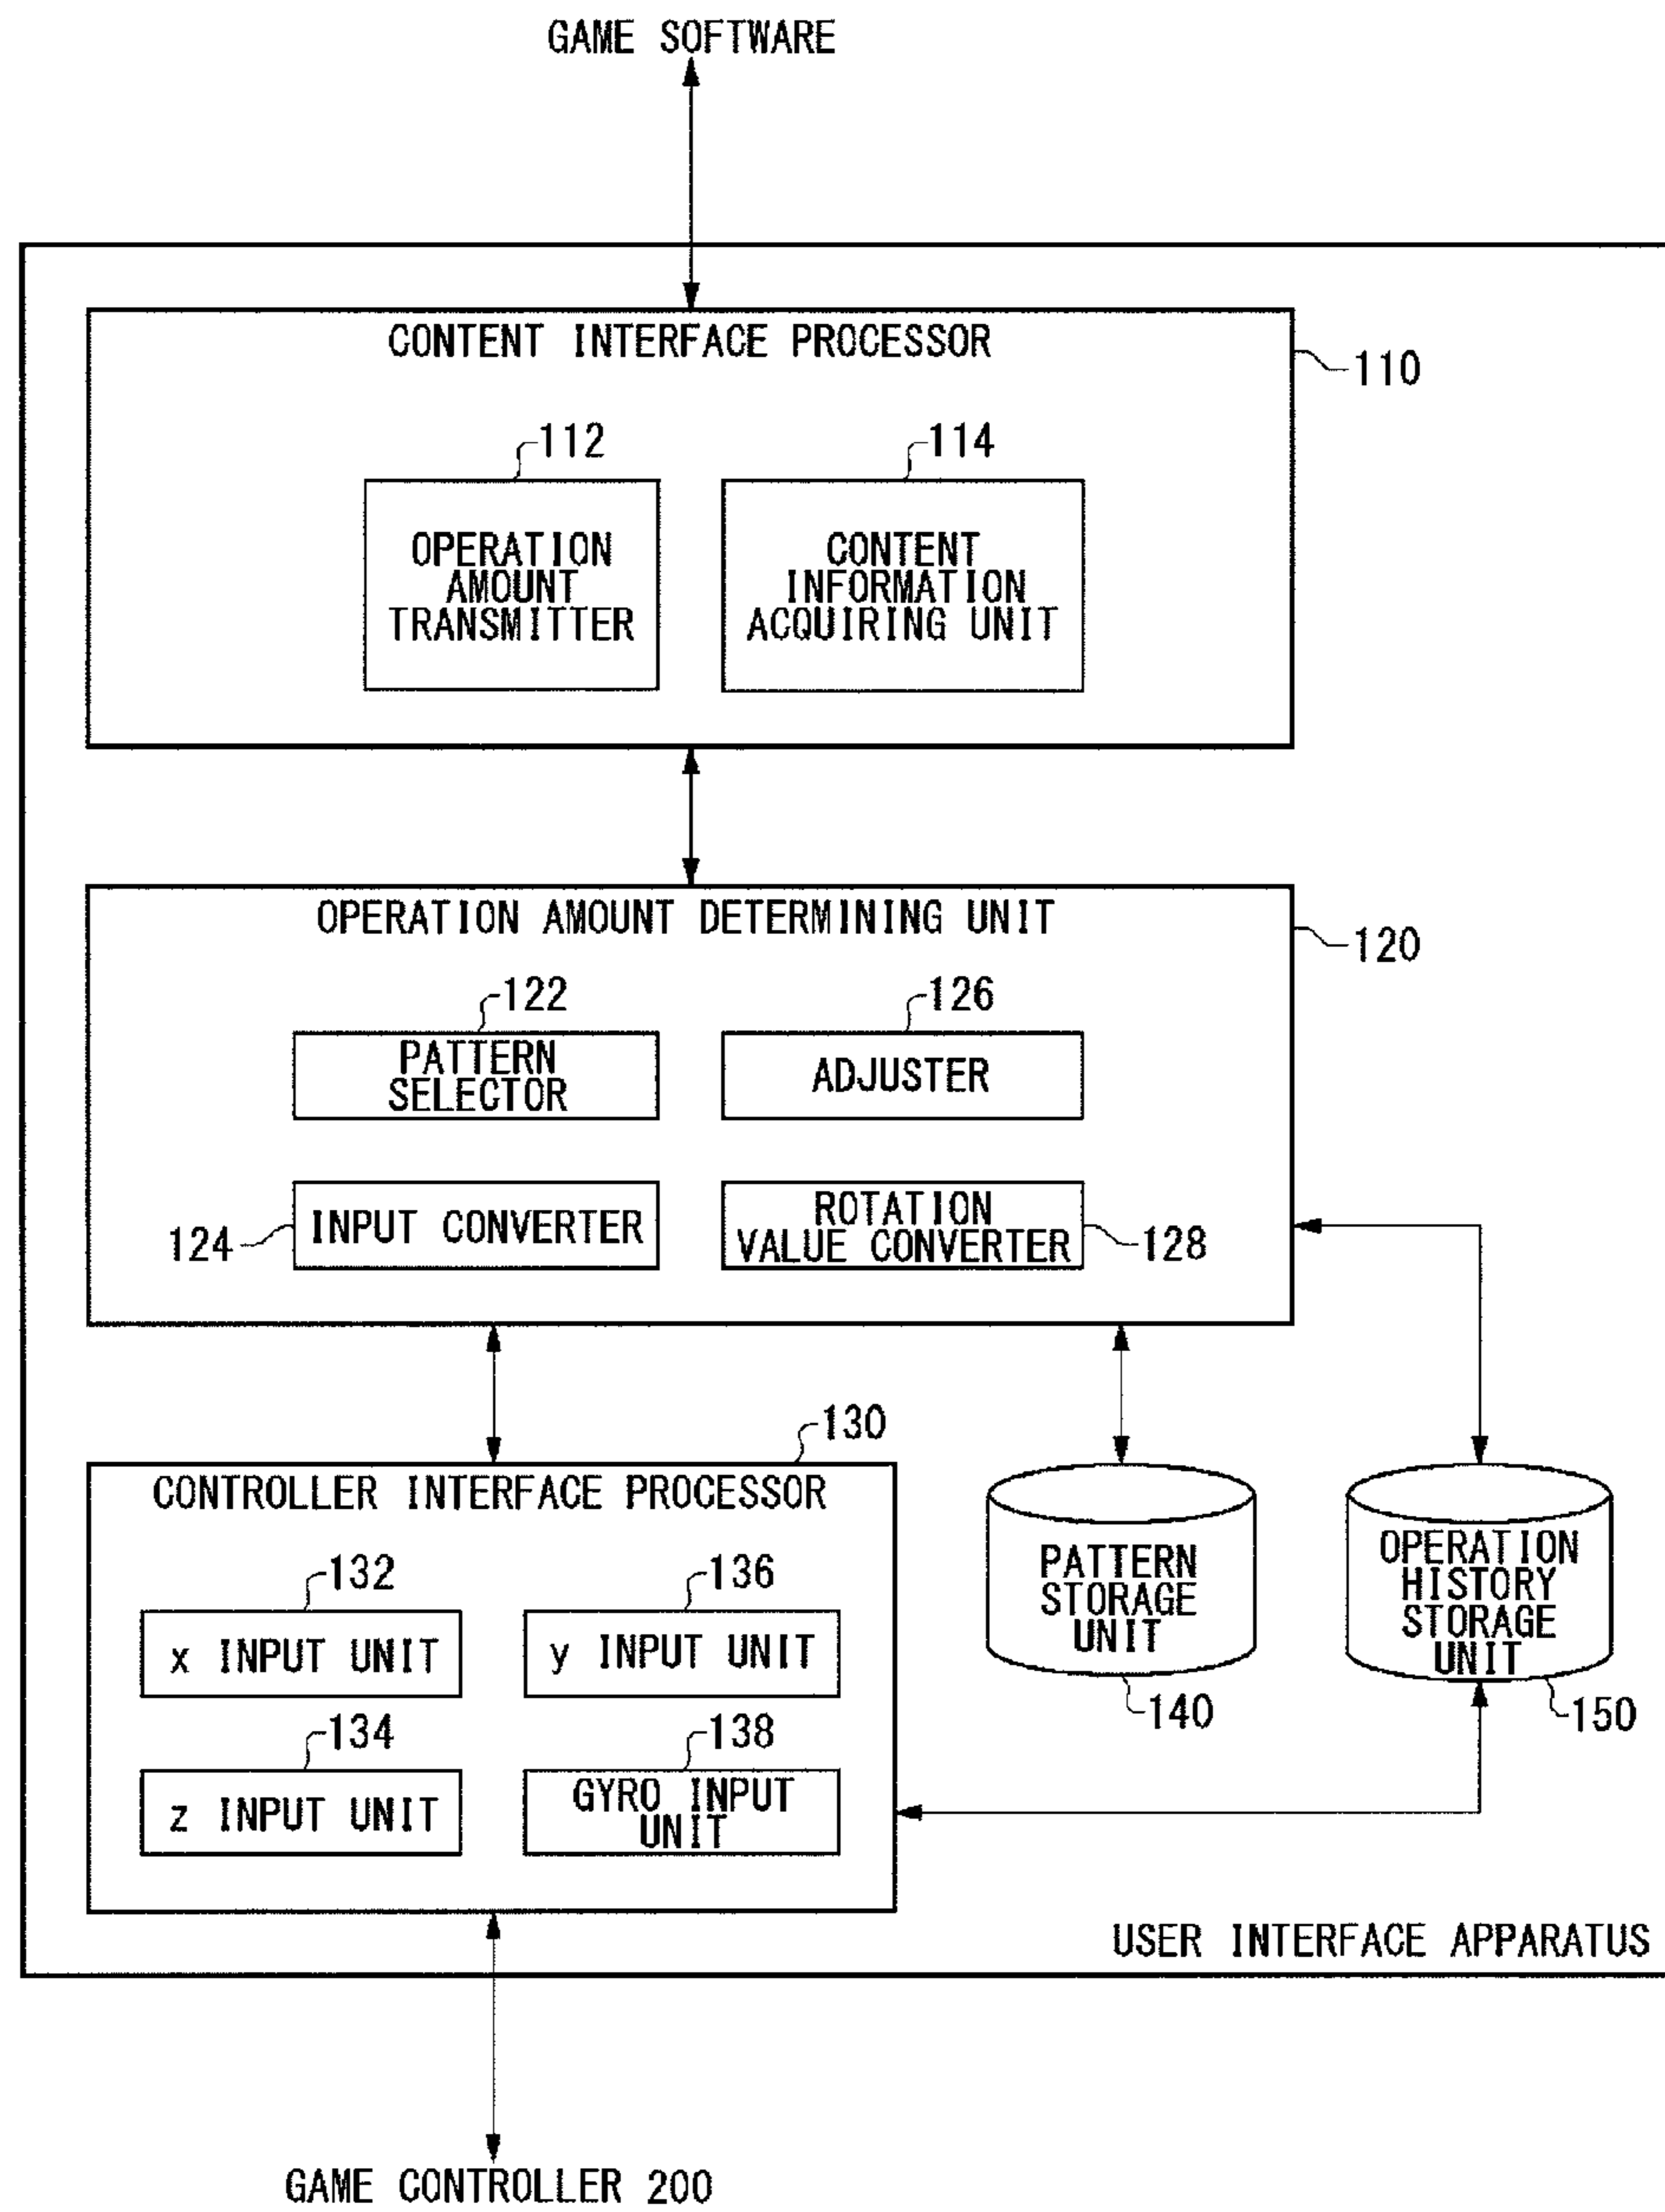 GAME SOFTWARE
CONTENT INTERFACE PROCESSOR
110
112
114
OPERATION
AMOUNT
TRANSMITTER
CONTENT
INFORMATION
ACQUIRING UNIT
OPERATION AMOUNT DETERMINING UNIT
120
122
126
PATTERN
SELECTOR
ADJUSTER
124
INPUT CONVERTER
ROTATION
VALUE CONVERTER
128
130
CONTROLLER INTERFACE PROCESSOR
132
136
x INPUT UNIT
y INPUT UNIT
134
138
z INPUT UNIT
GYRO INPUT
UNIT
PATTERN
STORAGE
UNIT
140
OPERATION
HISTORY
STORAGE
UNIT
150
USER INTERFACE APPARATUS
GAME CONTROLLER 200